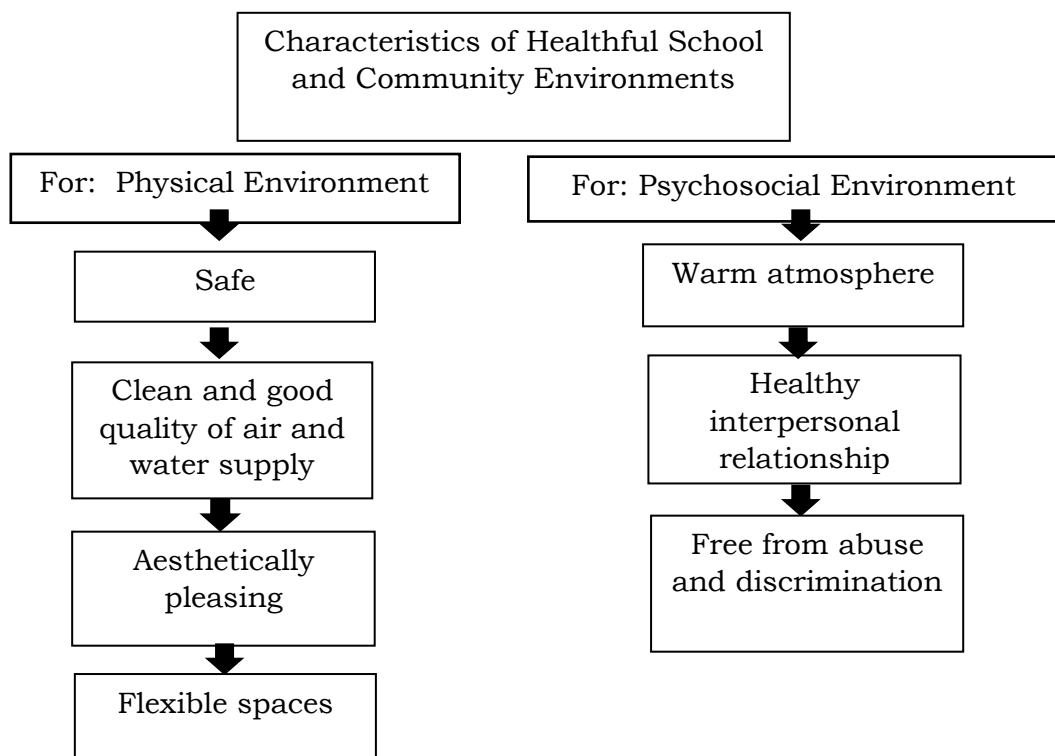 Characteristics of Healthful School
and Community Environments
For: Physical Environment
Safe
Clean and good
quality of air and
water supply
Aesthetically
pleasing
Flexible spaces
For: Psychosocial Environment
Warm atmosphere
Healthy
interpersonal
relationship
Free from abuse
and discrimination